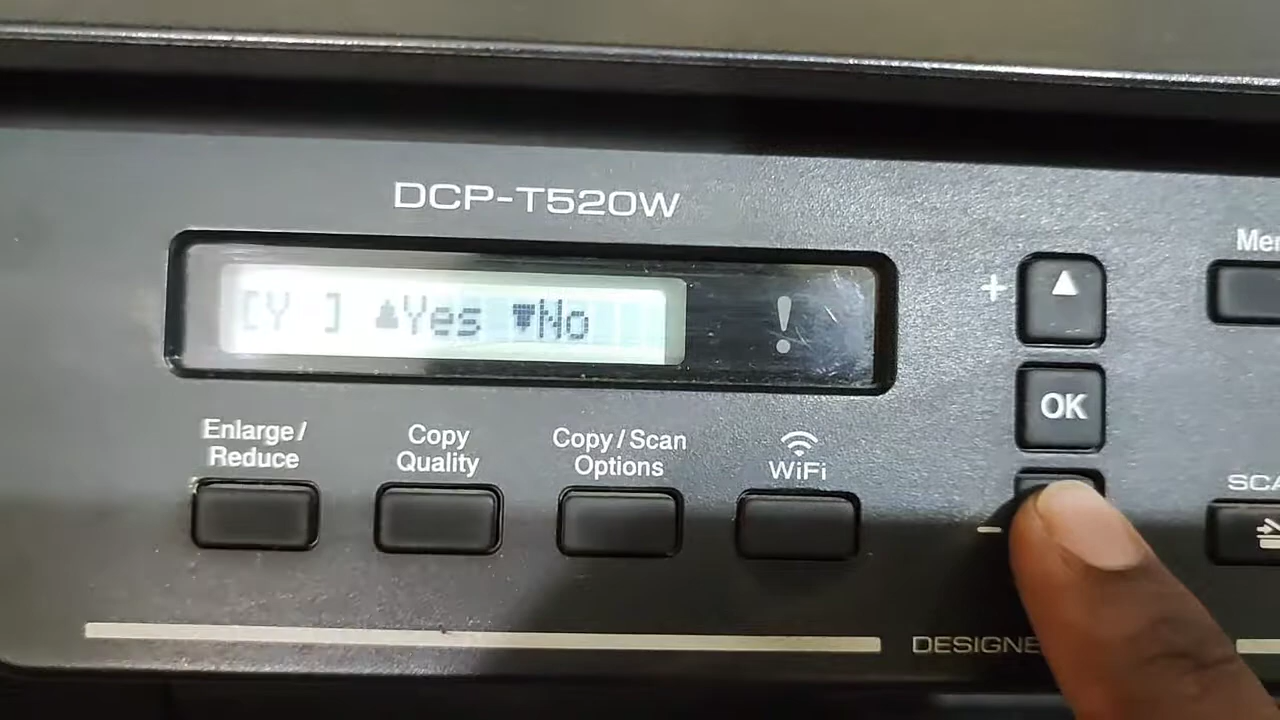 DCP-T520W
[Y ] ▲Yes ▼No
!
+
▲
Enlarge/
Reduce
Copy
Quality
Copy/Scan
Options
WiFi
OK
-